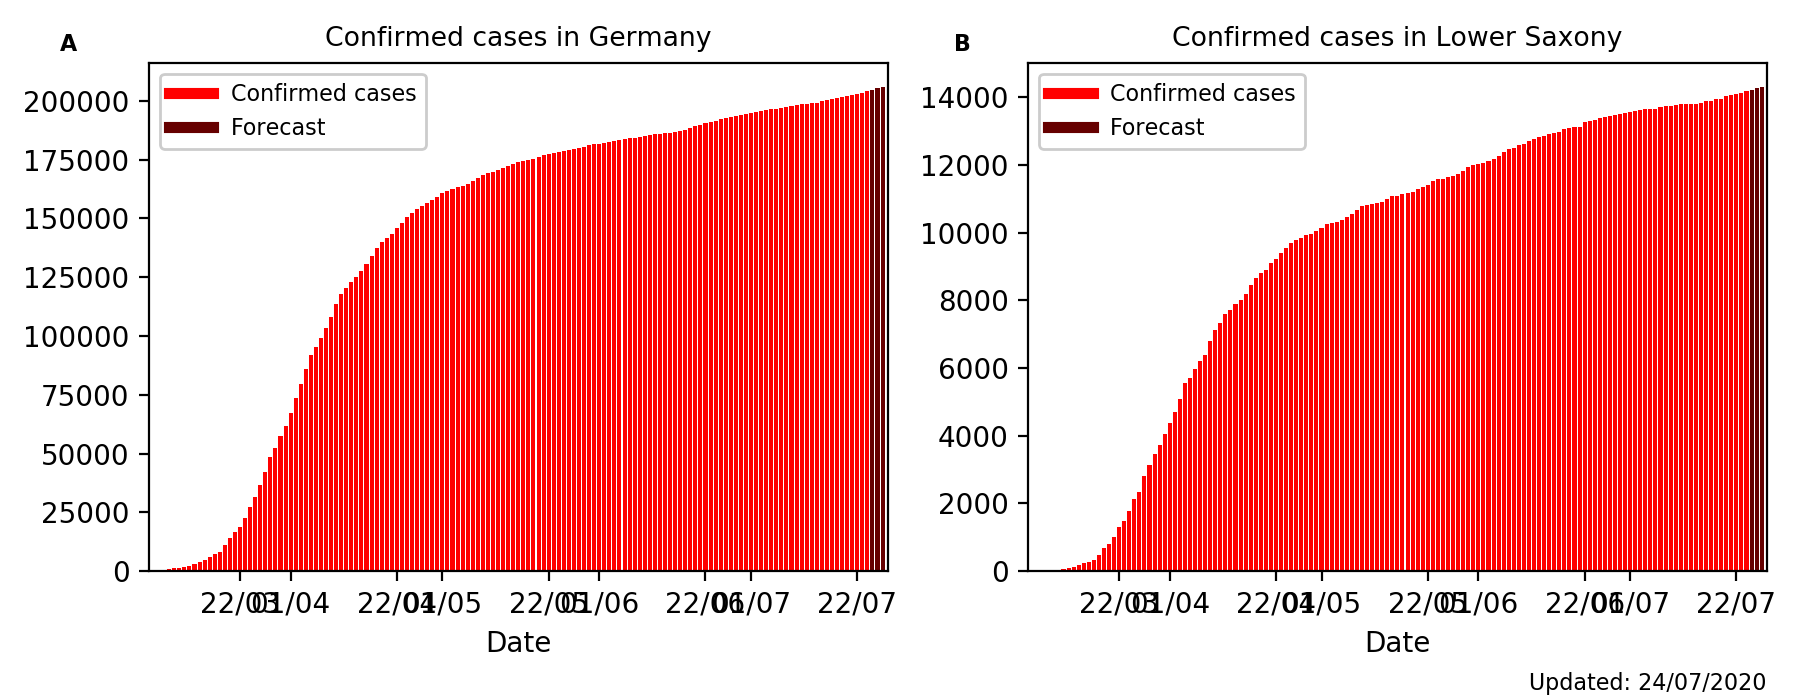 A
Confirmed cases in Germany
Confirmed cases
Forecast
200000
175000
150000
125000
100000
75000
50000
25000
0
22/03 01/04 22/04 01/05 22/05 01/06 22/06 01/07 22/07
Date
B
Confirmed cases in Lower Saxony
Confirmed cases
Forecast
14000
12000
10000
8000
6000
4000
2000
0
22/03 01/04 22/04 01/05 22/05 01/06 22/06 01/07 22/07
Date
Updated: 24/07/2020